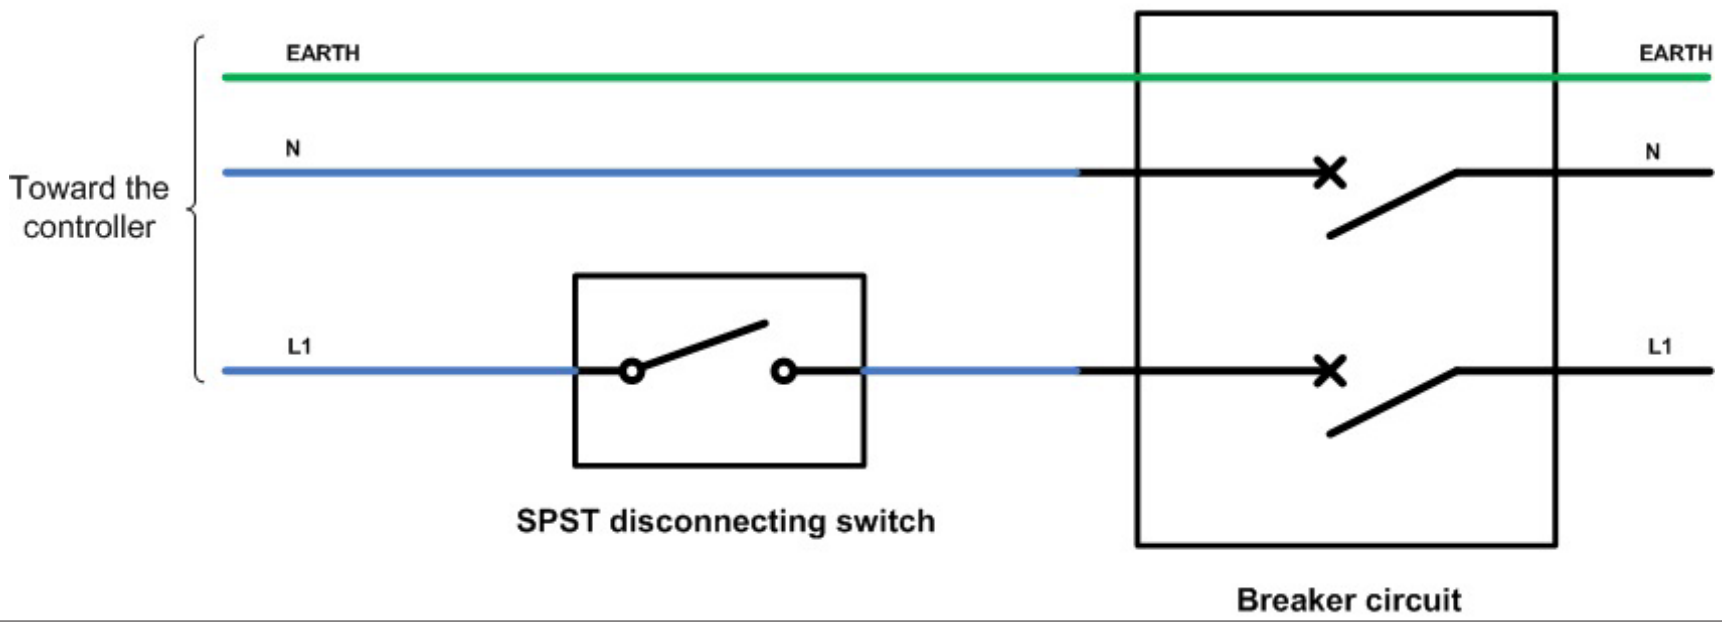 EARTH
EARTH
N
N
Toward the
controller
L1
L1
SPST disconnecting switch
Breaker circuit